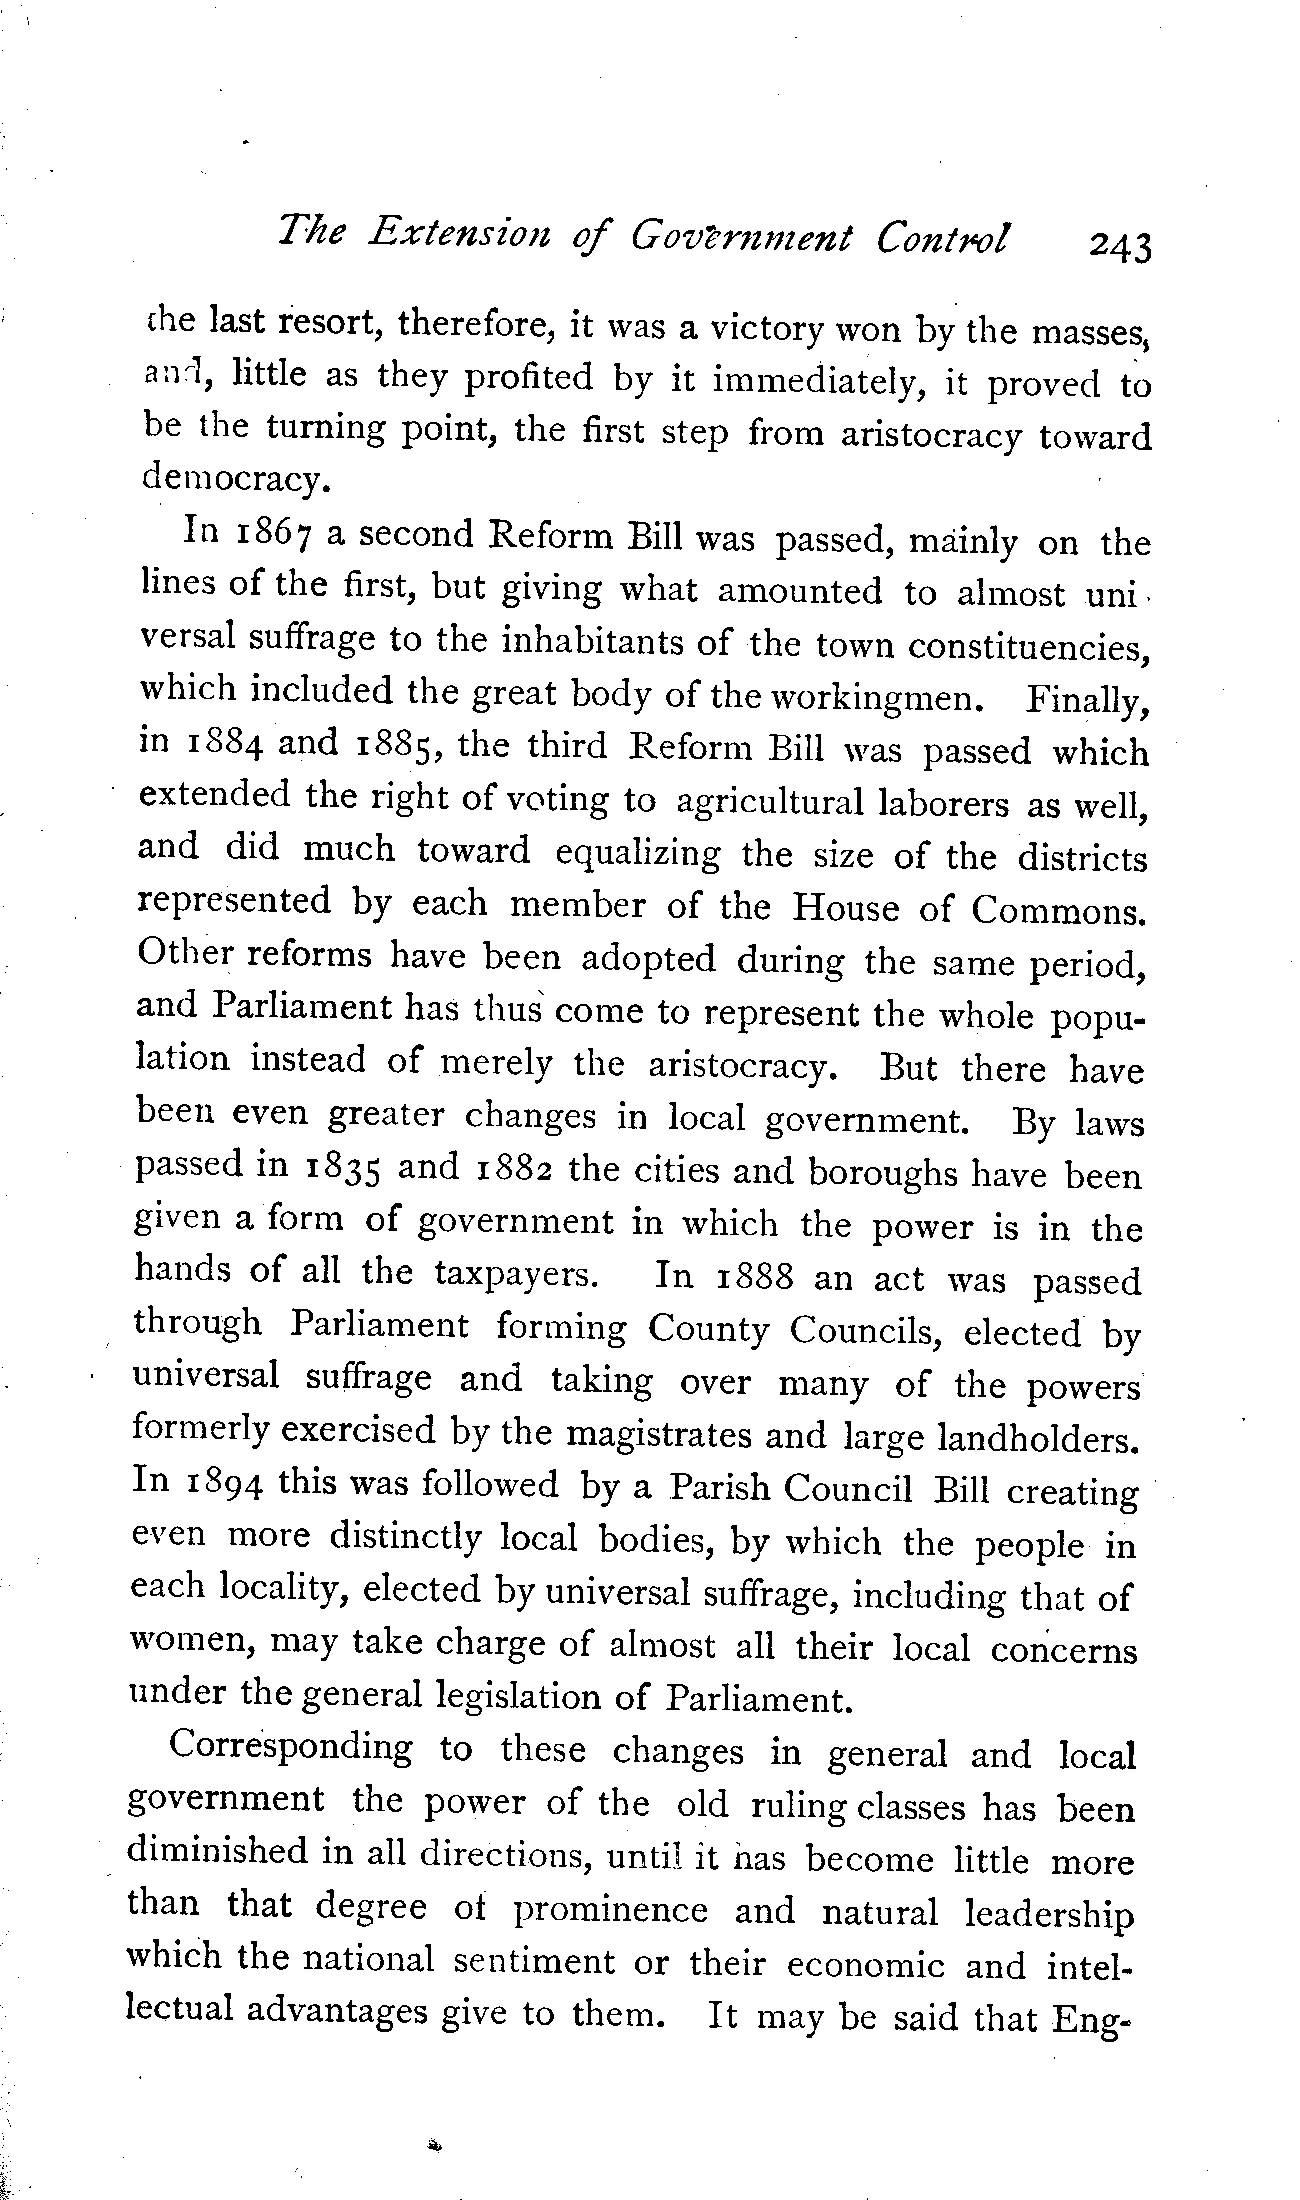 The Extension of Government Control 243
the last resort, therefore, it was a victory won by the masses,
and, little as they profited by it immediately, it proved to
be the turning point, the first step from aristocracy toward
democracy.
In 1867 a second Reform Bill was passed, mainly on the
lines of the first, but giving what amounted to almost uni-
versal suffrage to the inhabitants of the town constituencies,
which included the great body of the workingmen. Finally,
in 1884 and 1885, the third Reform Bill was passed which
extended the right of voting to agricultural laborers as well,
and did much toward equalizing the size of the districts
represented by each member of the House of Commons.
Other reforms have been adopted during the same period,
and Parliament has thus come to represent the whole popu-
lation instead of merely the aristocracy. But there have
been even greater changes in local government. By laws
passed in 1835 and 1882 the cities and boroughs have been
given a form of government in which the power is in the
hands of all the taxpayers. In 1888 an act was passed
through Parliament forming County Councils, elected by
universal suffrage and taking over many of the powers
formerly exercised by the magistrates and large landholders.
In 1894 this was followed by a Parish Council Bill creating
even more distinctly local bodies, by which the people in
each locality, elected by universal suffrage, including that of
women, may take charge of almost all their local concerns
under the general legislation of Parliament.
Corresponding to these changes in general and local
government the power of the old ruling classes has been
diminished in all directions, until it has become little more
than that degree of prominence and natural leadership
which the national sentiment or their economic and intel-
lectual advantages give to them. It may be said that Eng-